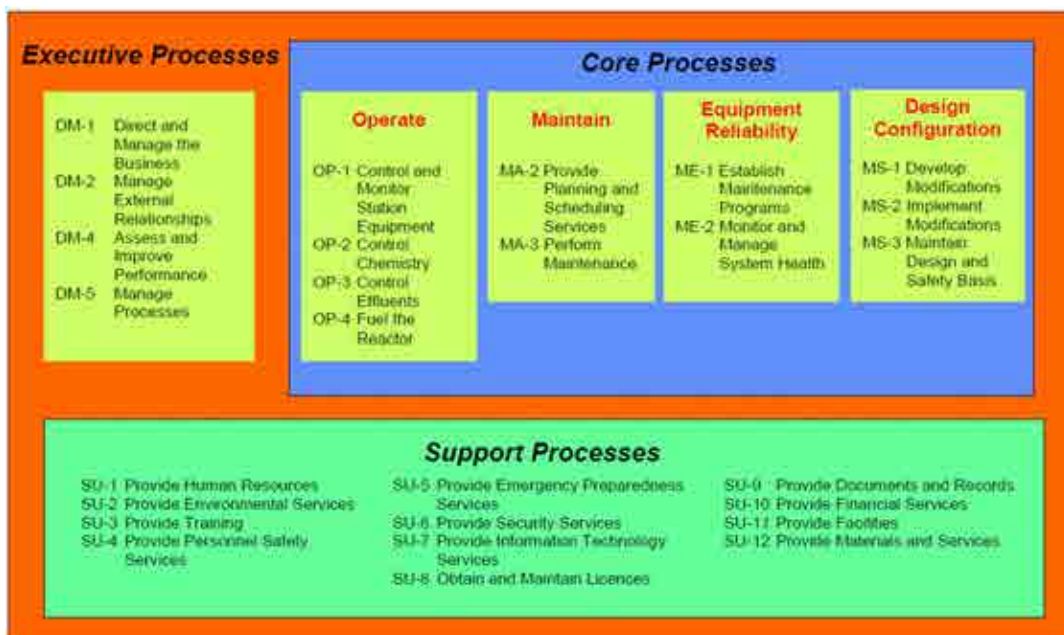 Executive Processes
DM-1 Direct and
Manage the
Business
DM-2 Manage
External
Relationships
DM-4 Assess and
Improve
Performance
DM-5 Manage
Processes
Core Processes
Operate
OP-1 Control and
Monitor
Station
Equipment
OP-2 Control
Chemistry
OP-3 Control
Effluents
OP-4 Fuel the
Reactor
Maintain
MA-2 Provide
Planning and
Scheduling
Services
MA-3 Perform
Maintenance
Equipment
Reliability
ME-1 Establish
Maintenance
Programs
ME-2 Monitor and
Manage
System Health
Design
Configuration
MS-1 Develop
Modifications
MS-2 Implement
Modifications
MS-3 Maintain
Design and
Safety Basis
Support Processes
SU-1 Provide Human Resources
SU-2 Provide Environmental Services
SU-3 Provide Training
SU-4 Provide Personnel Safety
Services
SU-5 Provide Emergency Preparedness
Services
SU-6 Provide Security Services
SU-7 Provide Information Technology
Services
SU-8 Obtain and Maintain Licences
SU-9 Provide Documents and Records
SU-10 Provide Financial Services
SU-11 Provide Facilities
SU-12 Provide Materials and Services